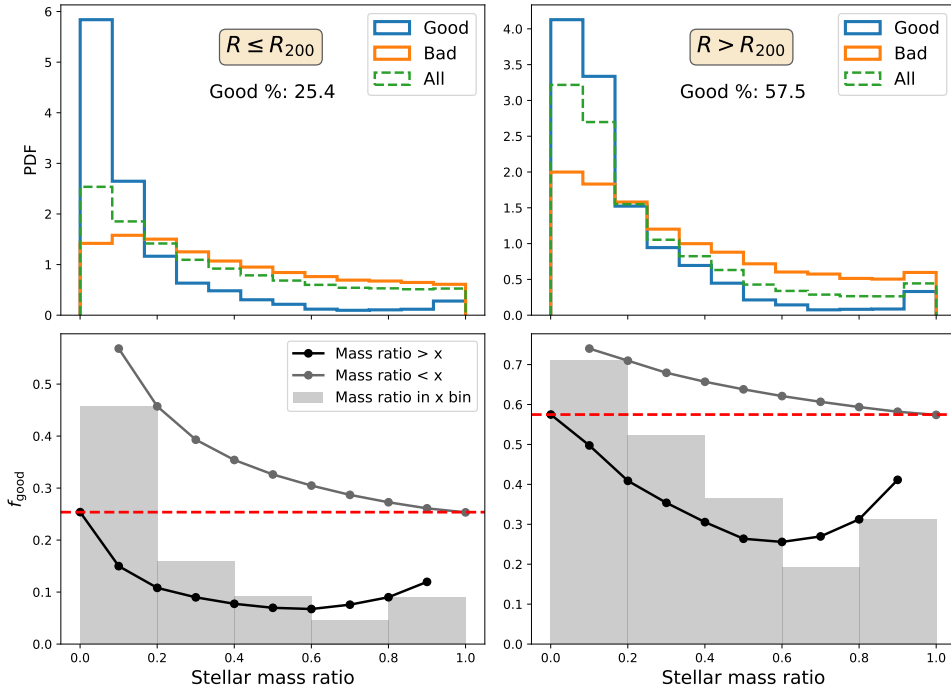 R ≤ R200
Good %: 25.4
Good
Bad
All
PDF
0
1
2
3
4
5
6
R > R200
Good %: 57.5
Good
Bad
All
0.0
0.5
1.0
1.5
2.0
2.5
3.0
3.5
4.0
Mass ratio > x
Mass ratio < x
Mass ratio in x bin
fgood
0.0
0.1
0.2
0.3
0.4
0.5
0.0 0.2 0.4 0.6 0.8 1.0
Stellar mass ratio
0.0
0.1
0.2
0.3
0.4
0.5
0.6
0.7
0.0 0.2 0.4 0.6 0.8 1.0
Stellar mass ratio